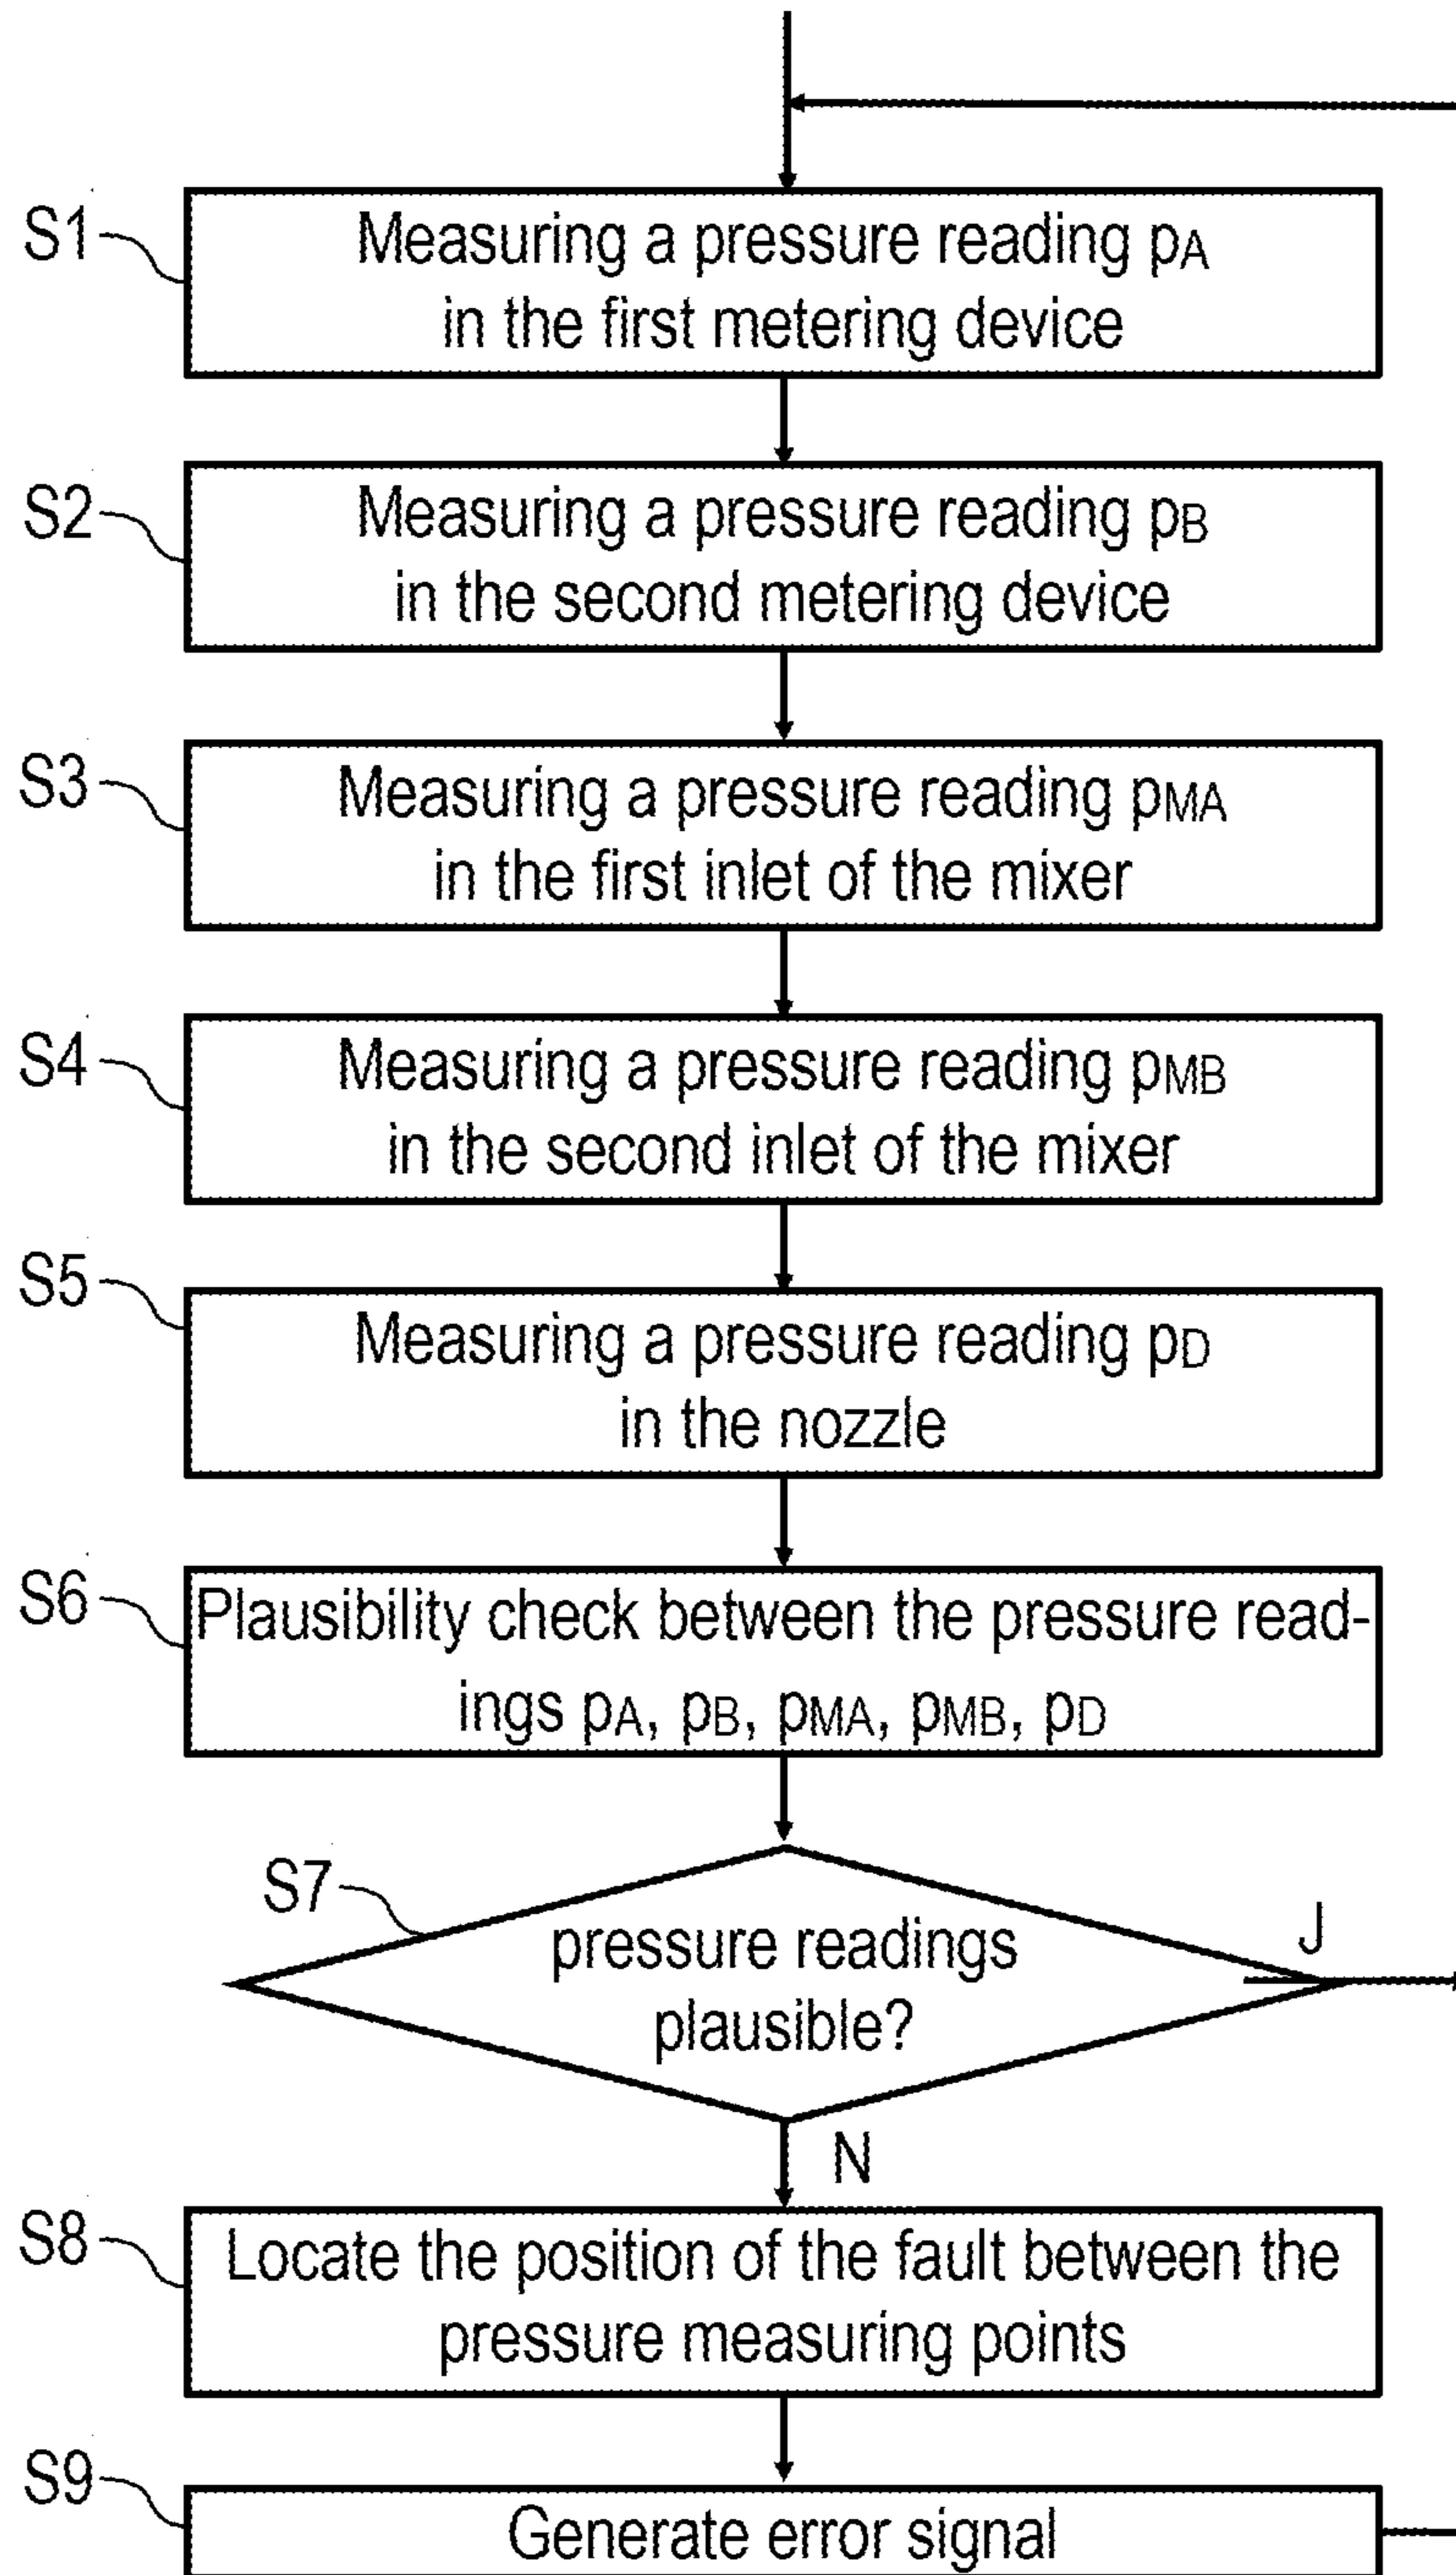 S1
Measuring a pressure reading pA
in the first metering device
S2
Measuring a pressure reading pB
in the second metering device
S3
Measuring a pressure reading pMA
in the first inlet of the mixer
S4
Measuring a pressure reading pMB
in the second inlet of the mixer
S5
Measuring a pressure reading pD
in the nozzle
S6
Plausibility check between the pressure read-
ings pA, pB, pMA, pMB, pD
S7
pressure readings
plausible?
J
N
S8
Locate the position of the fault between the
pressure measuring points
S9
Generate error signal